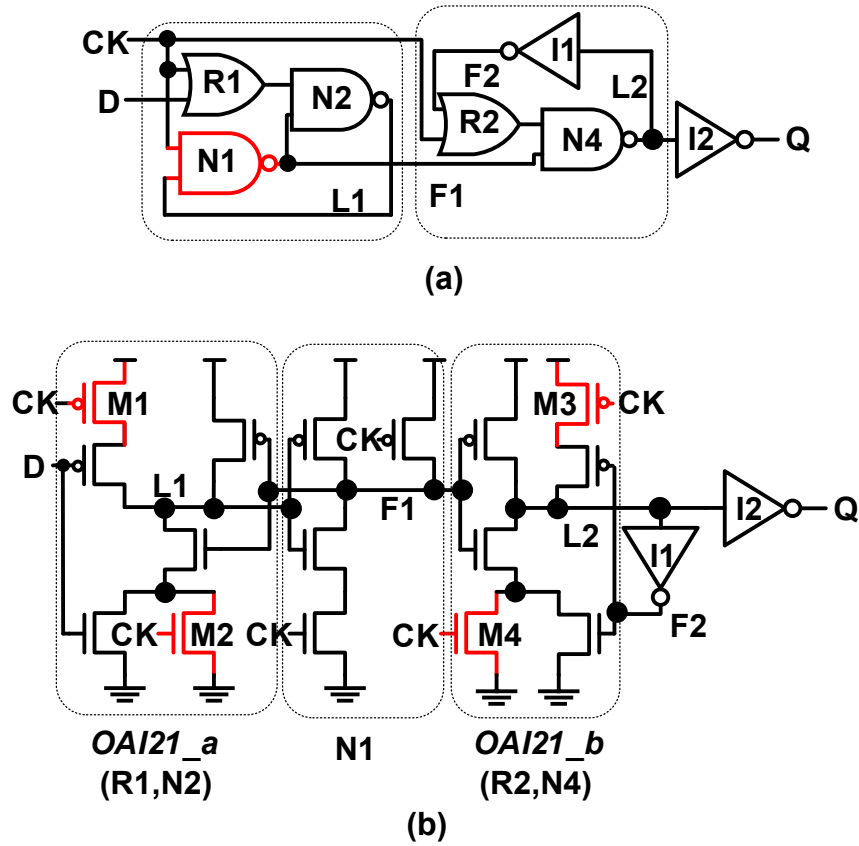 CK
I1
F2
L2
R1
N2
D
R2
N4
I2
Q
N1
L1
F1
(a)
CK
M1
M3
CK
CK
D
L1
F1
L2
I2
Q
I1
CK
M2
CK
CK
M4
F2
OAI21_a
(R1,N2)
N1
OAI21_b
(R2,N4)
(b)